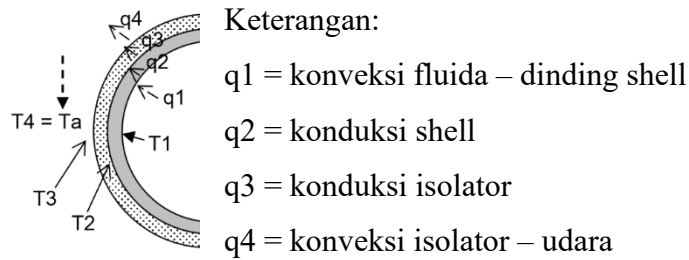 q4
q3
q2
q1
T4 = Ta
T1
T3
T2
Keterangan:
q1 = konveksi fluida – dinding shell
q2 = konduksi shell
q3 = konduksi isolator
q4 = konveksi isolator – udara